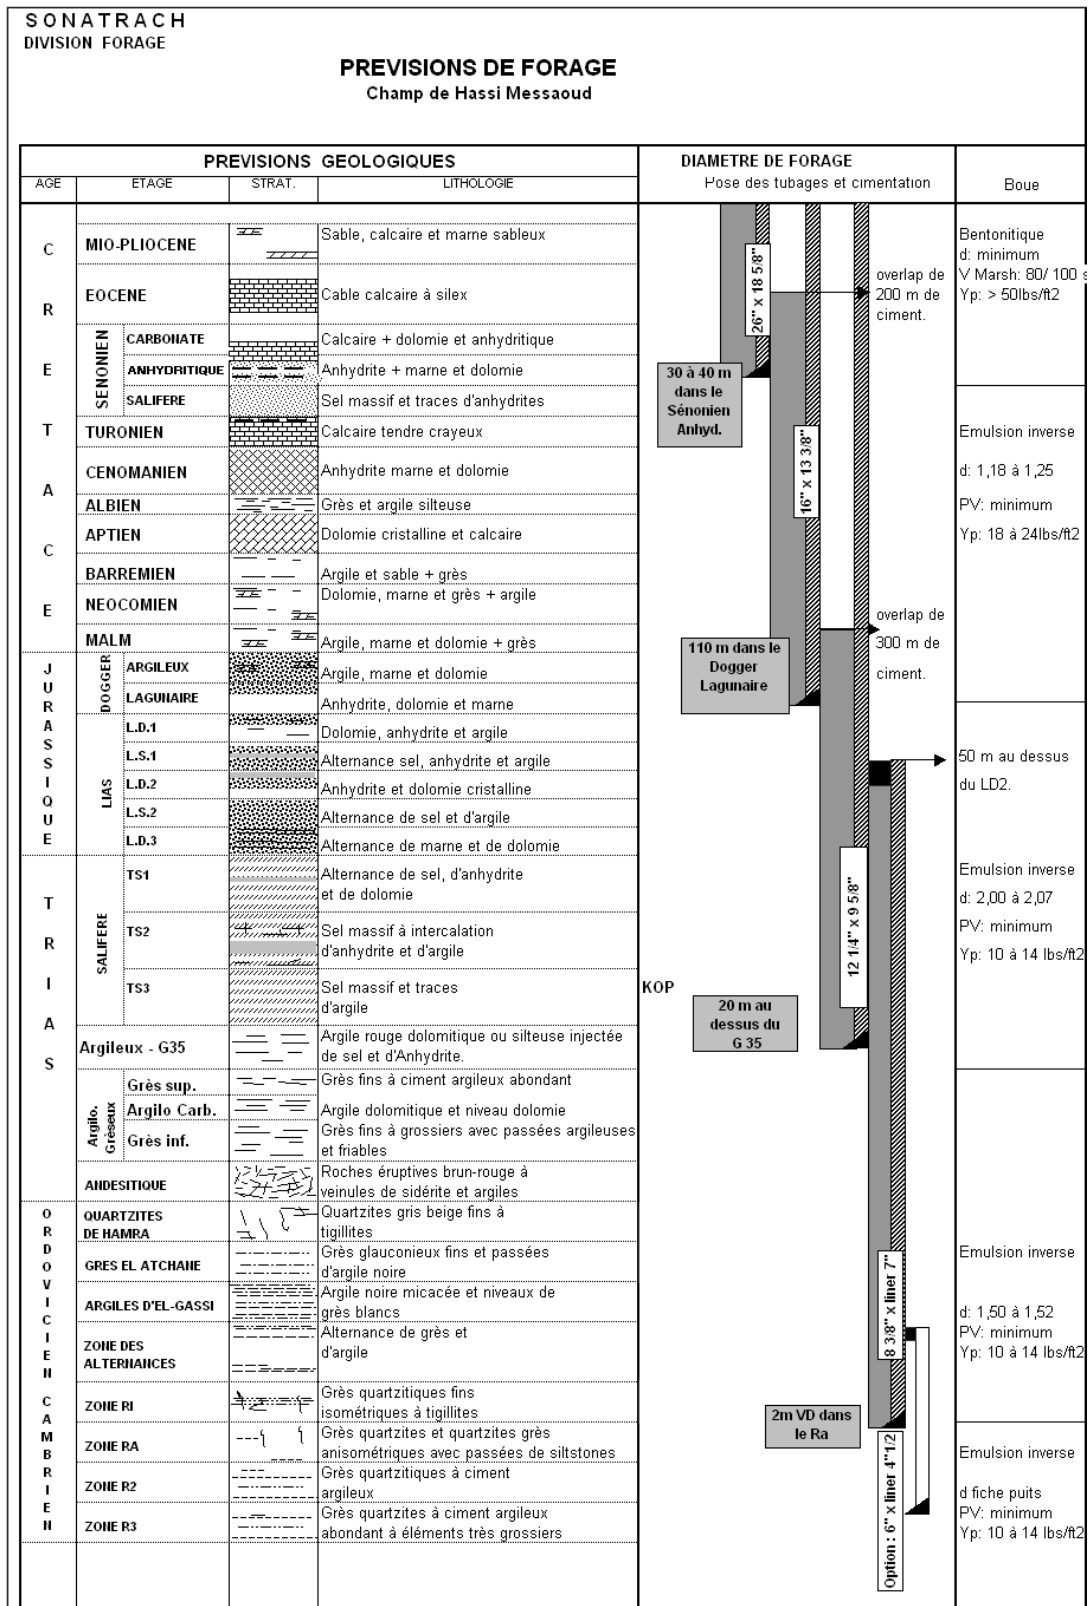 SONATRACH
DIVISION FORAGE
PREVISIONS DE FORAGE
Champ de Hassi Messaoud
PREVISIONS GEOLOGIQUES
DIAMETRE DE FORAGE
AGE
ETAGE
STRAT.
LITHOLOGIE
Pose des tubages et cimentation
Boue
CRETACE
MIO-PLIOCENE
Sable, calcaire et marne sableux
EOCENE
Cable calcaire à silex
SENONIEN
CARBONATE
Calcaire + dolomie et anhydritique
ANHYDRITIQUE
Anhydrite + marne et dolomie
SALIFERE
Sel massif et traces d'anhydrites
TURONIEN
Calcaire tendre crayeux
CENOMANIEN
Anhydrite marne et dolomie
ALBIEN
Grès et argile silteuse
APTIEN
Dolomie cristalline et calcaire
BARREMIEN
Argile et sable + grès
NEOCOMIEN
Dolomie, marne et grès + argile
MALM
Argile, marne et dolomie + grès
JURASSIQUE
DOGGER
ARGILEUX
Argile, marne et dolomie
LAGUNAIRE
Anhydrite, dolomie et marne
LIAS
L.D.1
Dolomie, anhydrite et argile
L.S.1
Alternance sel, anhydrite et argile
L.D.2
Anhydrite et dolomie cristalline
L.S.2
Alternance de sel et d'argile
L.D.3
Alternance de marne et de dolomie
TRIAS
SALIFERE
TS1
Alternance de sel, d'anhydrite
et de dolomie
TS2
Sel massif à intercalation
d'anhydrite et d'argile
TS3
Sel massif et traces
d'argile
Argileux - G35
Argile rouge dolomitique ou silteuse injectée
de sel et d'Anhydrite.
Argilo.
Grèseux
Grès sup.
Grès fins à ciment argileux abondant
Argilo Carb.
Argile dolomitique et niveau dolomie
Grès inf.
Grès fins à grossiers avec passées argileuses
et friables
ANDESITIQUE
Roches éruptives brun-rouge à
veinules de sidérite et argiles
ORDOVICIEN
QUARTZITES
DE HAMRA
Quartzites gris beige fins à
tigillites
GRES EL ATCHANE
Grès glauconieux fins et passées
d'argile noire
ARGILES D'EL-GASSI
Argile noire micacée et niveaux de
grès blancs
ZONE DES
ALTERNANCES
Alternance de grès et
d'argile
CAMBRIEN
ZONE RI
Grès quartzitiques fins
isométriques à tigillites
ZONE RA
Grès quartzites et quartzites grès
anisométriques avec passées de siltstones
ZONE R2
Grès quartzitiques à ciment
argileux
ZONE R3
Grès quartzites à ciment argileux
abondant à éléments très grossiers
26" x 18 5/8"
overlap de
200 m de
ciment.
30 à 40 m
dans le
Sénonien
Anhyd.
16" x 13 3/8"
overlap de
300 m de
ciment.
110 m dans le
Dogger
Lagunaire
12 1/4" x 9 5/8"
KOP
20 m au
dessus du
G 35
8 3/8" x liner 7"
2m VD dans
le Ra
Option : 6" x liner 4"1/2
Bentonitique
d: minimum
V Marsh: 80/ 100 s
Yp: > 50lbs/ft2
Emulsion inverse
d: 1,18 à 1,25
PV: minimum
Yp: 18 à 24lbs/ft2
50 m au dessus
du LD2.
Emulsion inverse
d: 2,00 à 2,07
PV: minimum
Yp: 10 à 14 lbs/ft2
Emulsion inverse
d: 1,50 à 1,52
PV: minimum
Yp: 10 à 14 lbs/ft2
Emulsion inverse
d fiche puits
PV: minimum
Yp: 10 à 14 lbs/ft2